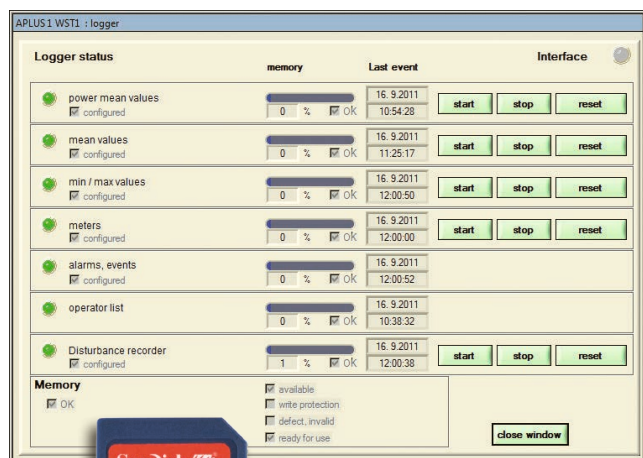 APLUS 1 WST1 : logger
Logger status memory Last event Interface
power mean values 16. 9.2011
configured 0 % ok 10:54:28 start stop reset
mean values 16. 9.2011
configured 0 % ok 11:25:17 start stop reset
min / max values 16. 9.2011
configured 0 % ok 12:00:50 start stop reset
meters 16. 9.2011
configured 0 % ok 12:00:00 start stop reset
alarms, events 16. 9.2011
configured 0 % ok 12:00:52
operator list 16. 9.2011
0 % ok 10:38:32
Disturbance recorder 16. 9.2011
configured 1 % ok 12:00:38 start stop reset
Memory
OK
available
write protection
defect, invalid
ready for use
close window